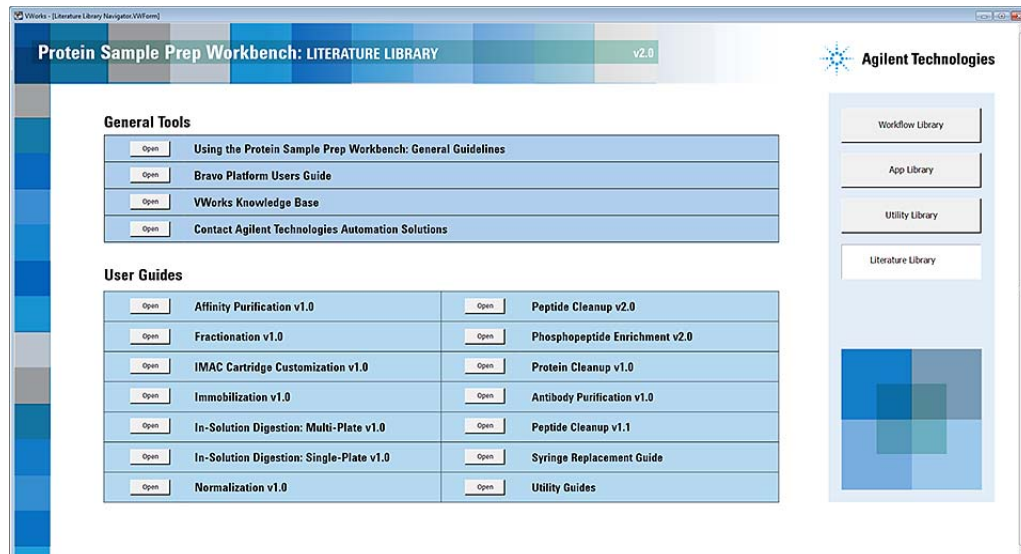 VWorks - [Literature Library Navigator.VWForm]
Protein Sample Prep Workbench: LITERATURE LIBRARY v2.0
Agilent Technologies
General Tools
Open Using the Protein Sample Prep Workbench: General Guidelines
Open Bravo Platform Users Guide
Open VWorks Knowledge Base
Open Contact Agilent Technologies Automation Solutions
User Guides
Open Affinity Purification v1.0 Open Peptide Cleanup v2.0
Open Fractionation v1.0 Open Phosphopeptide Enrichment v2.0
Open IMAC Cartridge Customization v1.0 Open Protein Cleanup v1.0
Open Immobilization v1.0 Open Antibody Purification v1.0
Open In-Solution Digestion: Multi-Plate v1.0 Open Peptide Cleanup v1.1
Open In-Solution Digestion: Single-Plate v1.0 Open Syringe Replacement Guide
Open Normalization v1.0 Open Utility Guides
Workflow Library
App Library
Utility Library
Literature Library